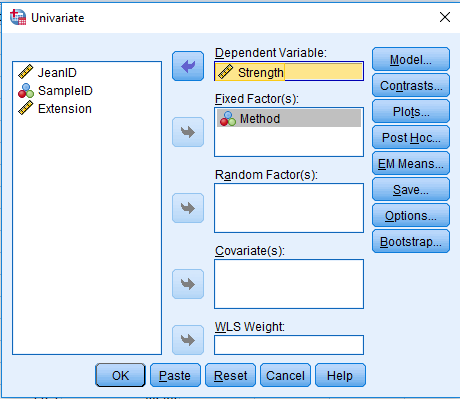 Univariate
JeanID
SampleID
Extension
Dependent Variable:
Strength
Fixed Factor(s):
Method
Random Factor(s):
Covariate(s):
WLS Weight:
Model...
Contrasts...
Plots...
Post Hoc...
EM Means...
Save...
Options...
Bootstrap...
OK Paste Reset Cancel Help